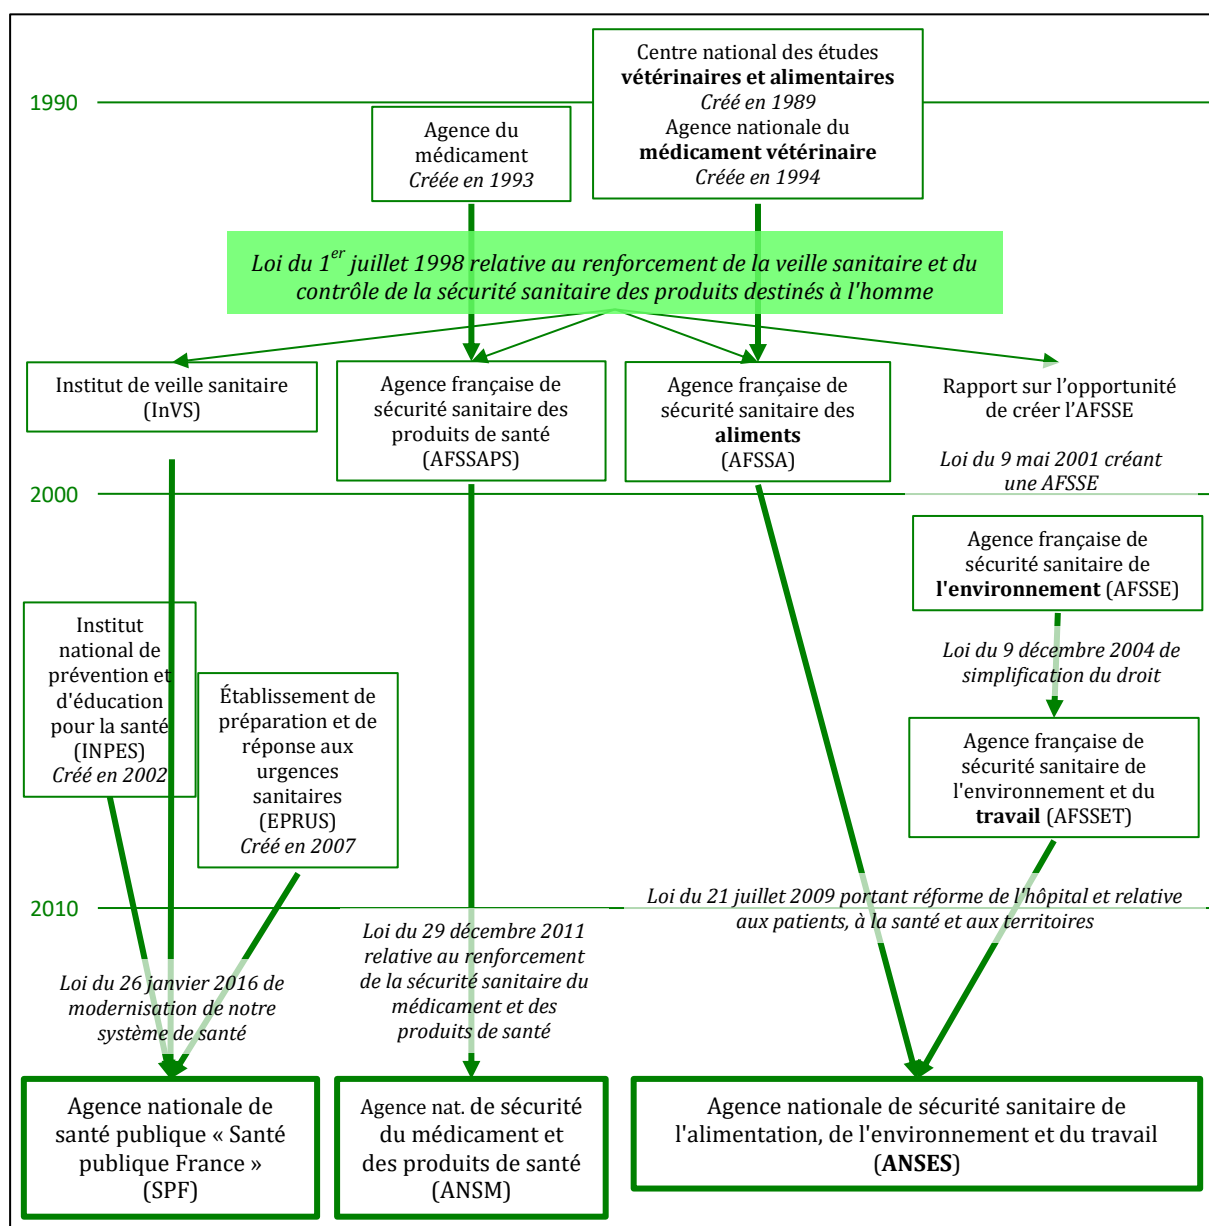 Centre national des études
vétérinaires et alimentaires
Créé en 1989
Agence nationale du
médicament vétérinaire
Créée en 1994
1990
Agence du
médicament
Créée en 1993
Loi du 1er juillet 1998 relative au renforcement de la veille sanitaire et du
contrôle de la sécurité sanitaire des produits destinés à l'homme
Institut de veille sanitaire
(InVS)
Agence française de
sécurité sanitaire des
produits de santé
(AFSSAPS)
Agence française de
sécurité sanitaire des
aliments
(AFSSA)
Rapport sur l’opportunité
de créer l’AFSSE
Loi du 9 mai 2001 créant
une AFSSE
2000
Agence française de
sécurité sanitaire de
l'environnement (AFSSE)
Institut
national de
prévention et
d'éducation
pour la santé
(INPES)
Créé en 2002
Établissement de
préparation et de
réponse aux
urgences
sanitaires
(EPRUS)
Créé en 2007
Loi du 9 décembre 2004 de
simplification du droit
Agence française de
sécurité sanitaire de
l'environnement et du
travail (AFSSET)
Loi du 21 juillet 2009 portant réforme de l'hôpital et relative
aux patients, à la santé et aux territoires
2010
Loi du 29 décembre 2011
relative au renforcement
de la sécurité sanitaire du
médicament et des
produits de santé
Loi du 26 janvier 2016 de
modernisation de notre
système de santé
Agence nationale de
santé publique « Santé
publique France »
(SPF)
Agence nat. de sécurité
du médicament et
des produits de santé
(ANSM)
Agence nationale de sécurité sanitaire de
l'alimentation, de l'environnement et du travail
(ANSES)